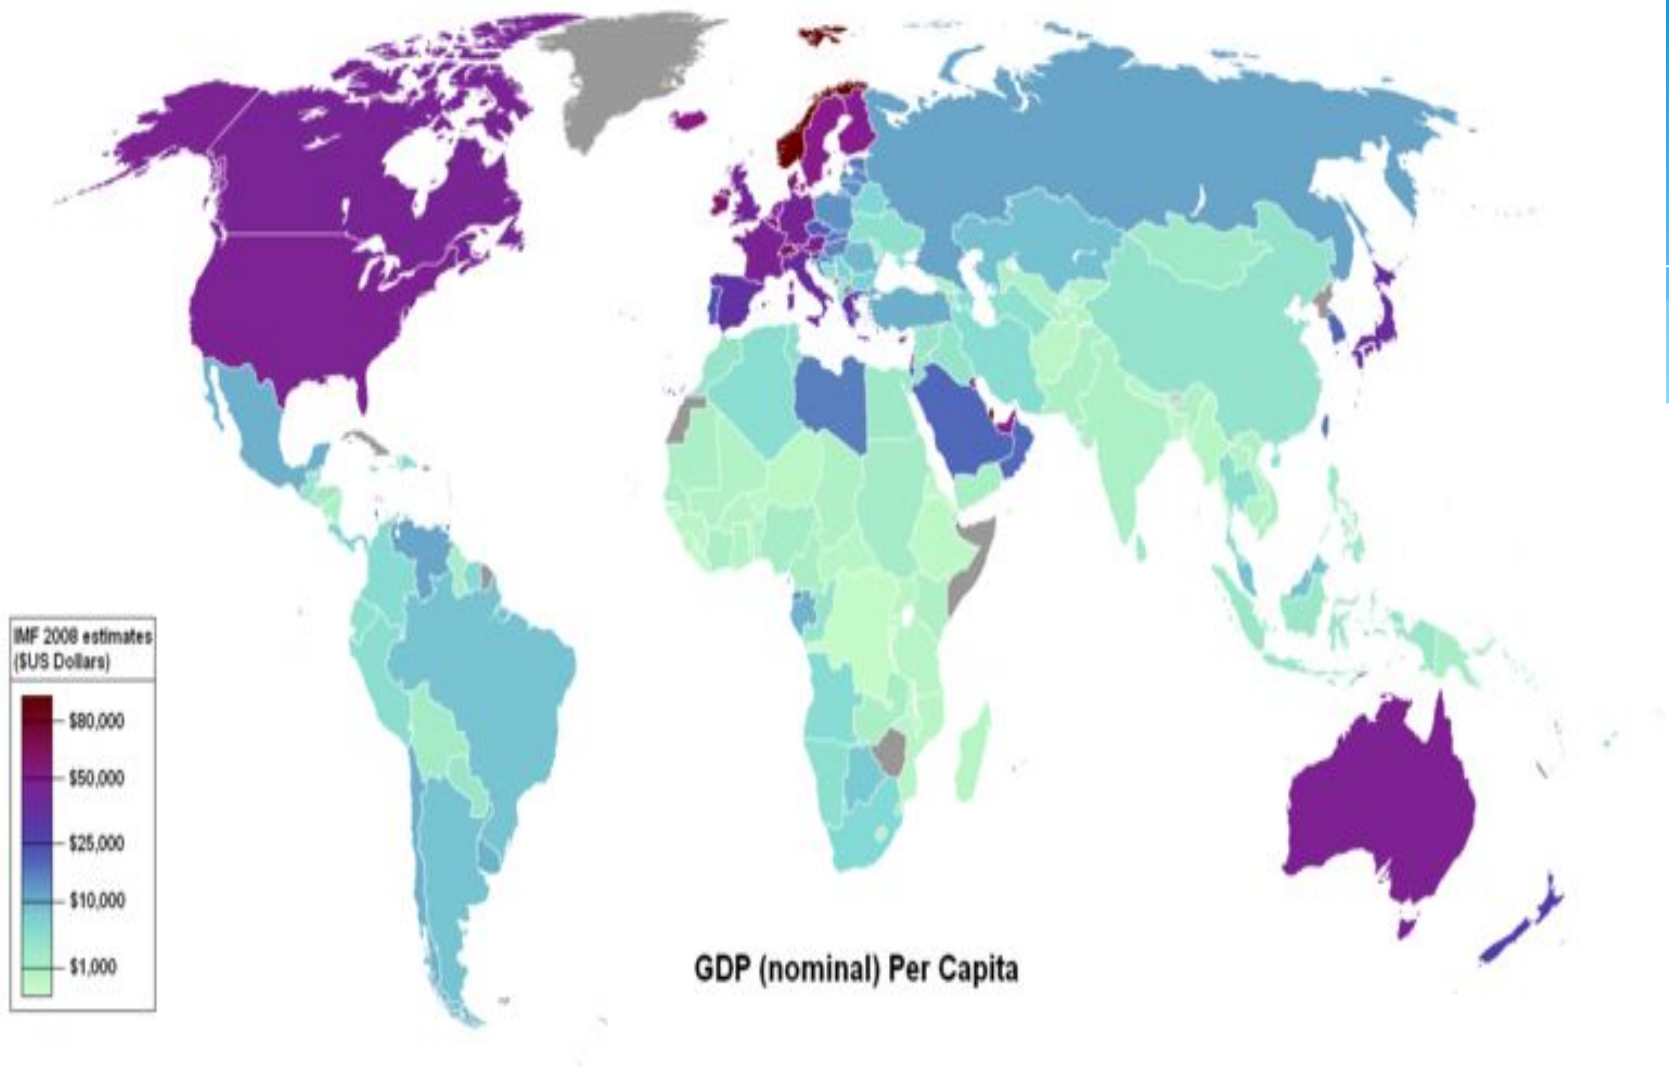 IMF 2008 estimates
($US Dollars)
$80,000
$50,000
$25,000
$10,000
$1,000
GDP (nominal) Per Capita